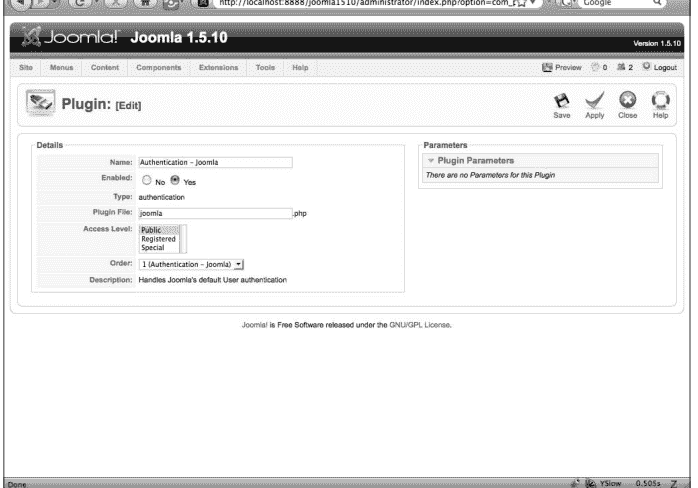 http://localhost:8888/joomla1510/administrator/index.php?option=com_p
Google
Joomla! Joomla 1.5.10
Version 1.5.10
Site Menus Content Components Extensions Tools Help
Preview 0 2 Logout
Plugin: [Edit]
Save Apply Close Help
Details
Name: Authentication - Joomla
Enabled: No Yes
Type: authentication
Plugin File: joomla .php
Access Level: Public
Registered
Special
Order: 1 (Authentication - Joomla)
Description: Handles Joomla's default User authentication
Parameters
Plugin Parameters
There are no Parameters for this Plugin
Joomla! is Free Software released under the GNU/GPL License.
Done
YSlow 0.505s